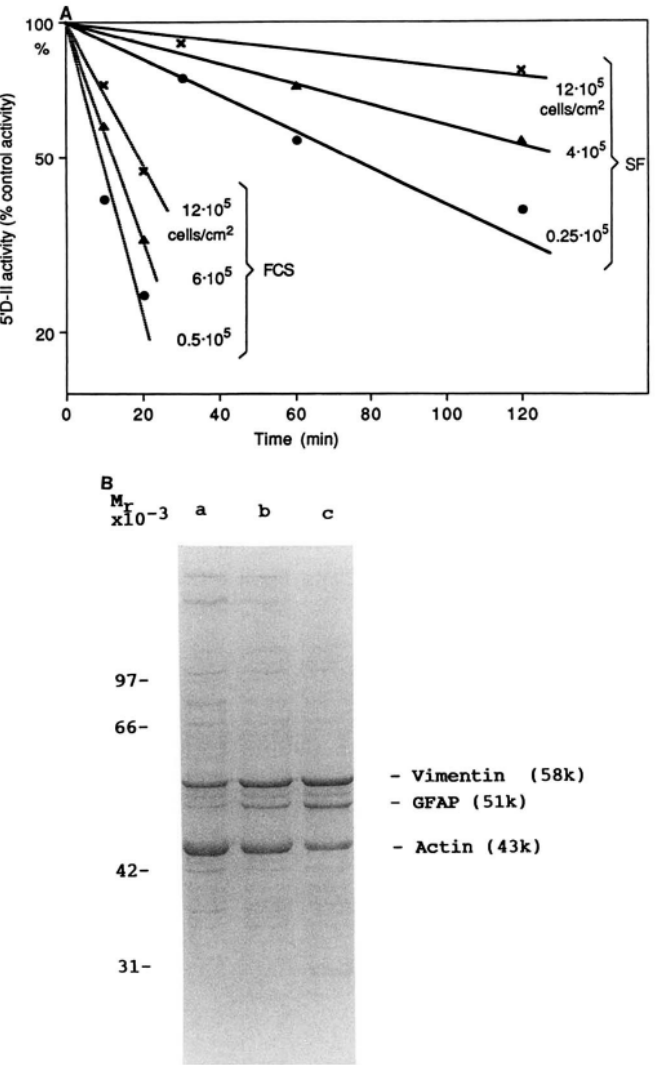 A
100
%
50
20
5'D-II activity (% control activity)
12·10⁵
cells/cm²
4·10⁵
0.25·10⁵
SF
12·10⁵
cells/cm²
6·10⁵
0.5·10⁵
FCS
0 20 40 60 80 100 120
Time (min)
B
Mr
x10-3 a b c
97-
66-
- Vimentin (58k)
- GFAP (51k)
- Actin (43k)
42-
31-